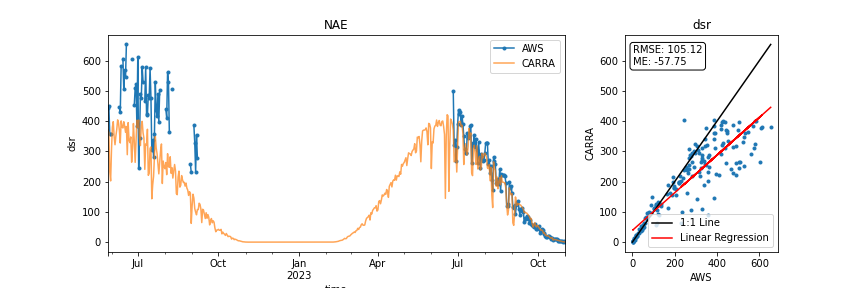 NAE
dsr
600
500
400
300
200
100
0
dsr
AWS
CARRA
Jul
Oct
Jan
2023
Apr
Jul
Oct
time
dsr
RMSE: 105.12
ME: -57.75
600
500
400
300
200
100
0
CARRA
1:1 Line
Linear Regression
0
200
400
600
AWS